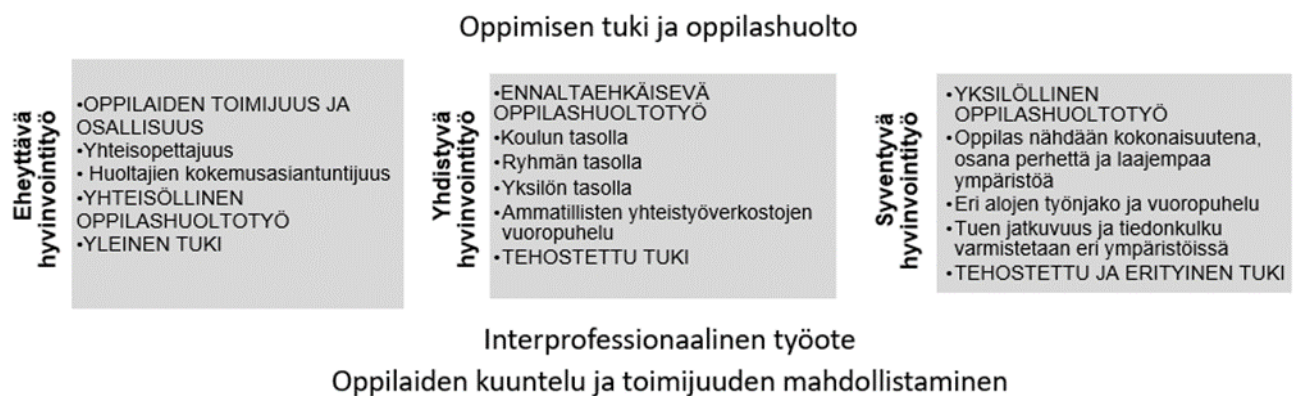 Oppimisen tuki ja oppilashuolto
Eheyttävä
hyvinvointityö
•OPPILAIDEN TOIMIJUUS JA
OSALLISUUS
•Yhteisopettajuus
• Huoltajien kokemusasiantuntijuus
•YHTEISÖLLINEN
OPPILASHUOLTOTYÖ
•YLEINEN TUKI
Yhdistyvä
hyvinvointityö
•ENNALTAEHKÄISEVÄ
OPPILASHUOLTOTYÖ
•Koulun tasolla
•Ryhmän tasolla
•Yksilön tasolla
•Ammatillisten yhteistyöverkostojen
vuoropuhelu
•TEHOSTETTU TUKI
Syventyvä
hyvinvointityö
•YKSILÖLLINEN
OPPILASHUOLTOTYÖ
•Oppilas nähdään kokonaisuutena,
osana perhettä ja laajempaa
ympäristöä
•Eri alojen työnjako ja vuoropuhelu
•Tuen jatkuvuus ja tiedonkulku
varmistetaan eri ympäristöissä
•TEHOSTETTU JA ERITYINEN TUKI
Interprofessionaalinen työote
Oppilaiden kuuntelu ja toimijuuden mahdollistaminen